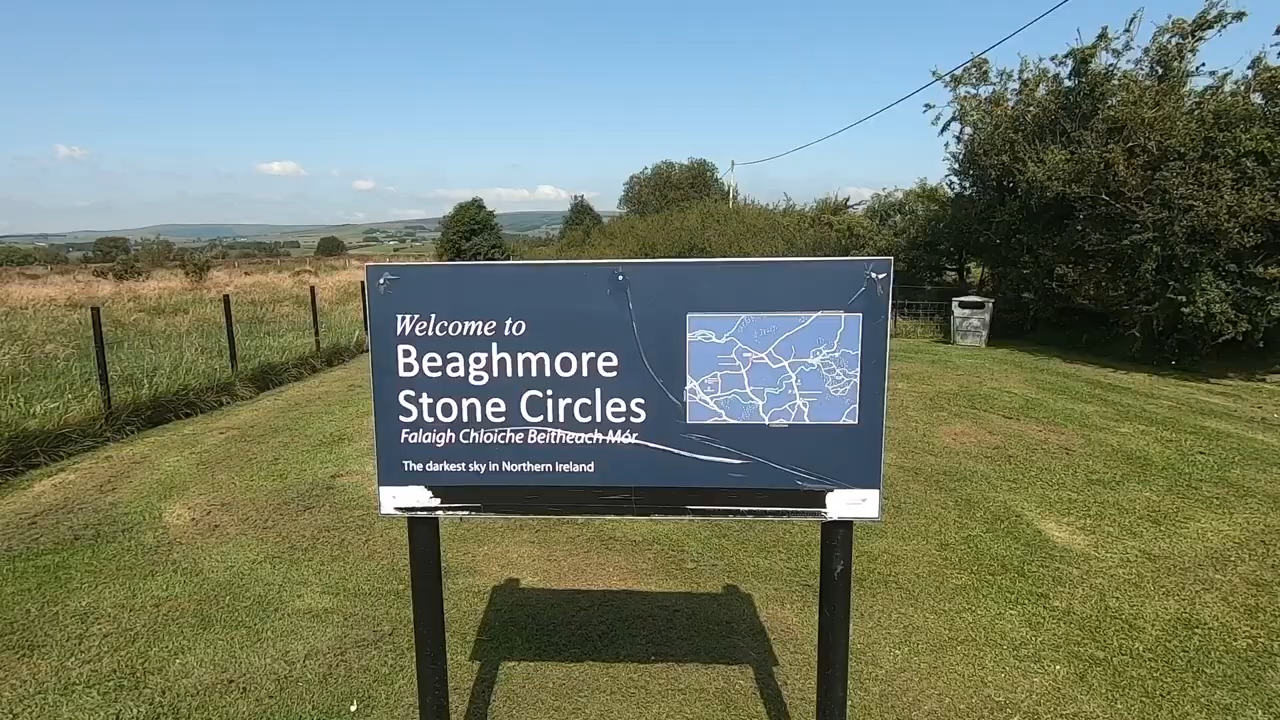 Welcome to
Beaghmore
Stone Circles
Falaigh Chloiche Beitheach Mór
The darkest sky in Northern Ireland